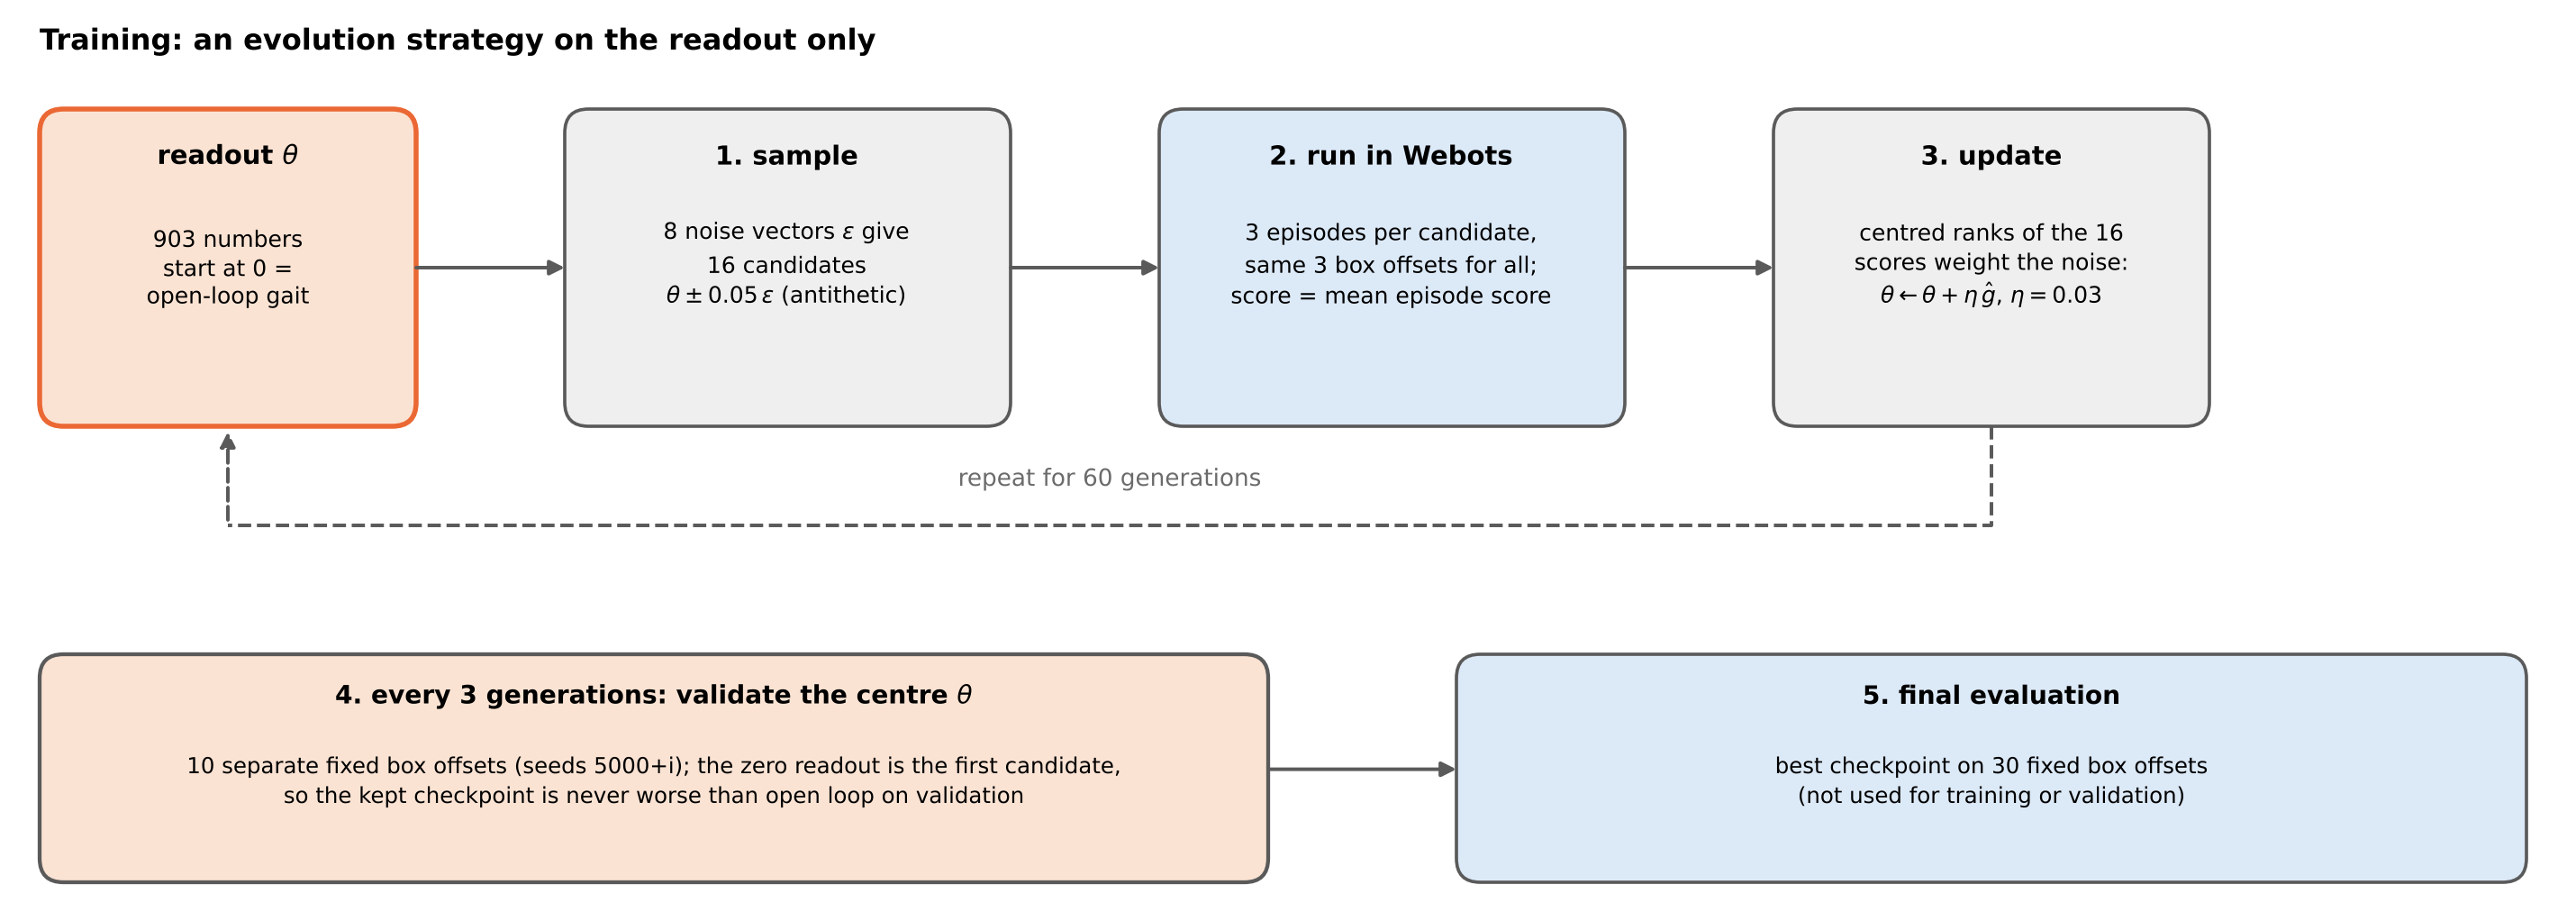 Training: an evolution strategy on the readout only
readout θ
903 numbers
start at 0 =
open-loop gait
1. sample
8 noise vectors ε give
16 candidates
θ ± 0.05 ε (antithetic)
2. run in Webots
3 episodes per candidate,
same 3 box offsets for all;
score = mean episode score
3. update
centred ranks of the 16
scores weight the noise:
θ ← θ + η ĝ, η = 0.03
repeat for 60 generations
4. every 3 generations: validate the centre θ
10 separate fixed box offsets (seeds 5000+i); the zero readout is the first candidate,
so the kept checkpoint is never worse than open loop on validation
5. final evaluation
best checkpoint on 30 fixed box offsets
(not used for training or validation)